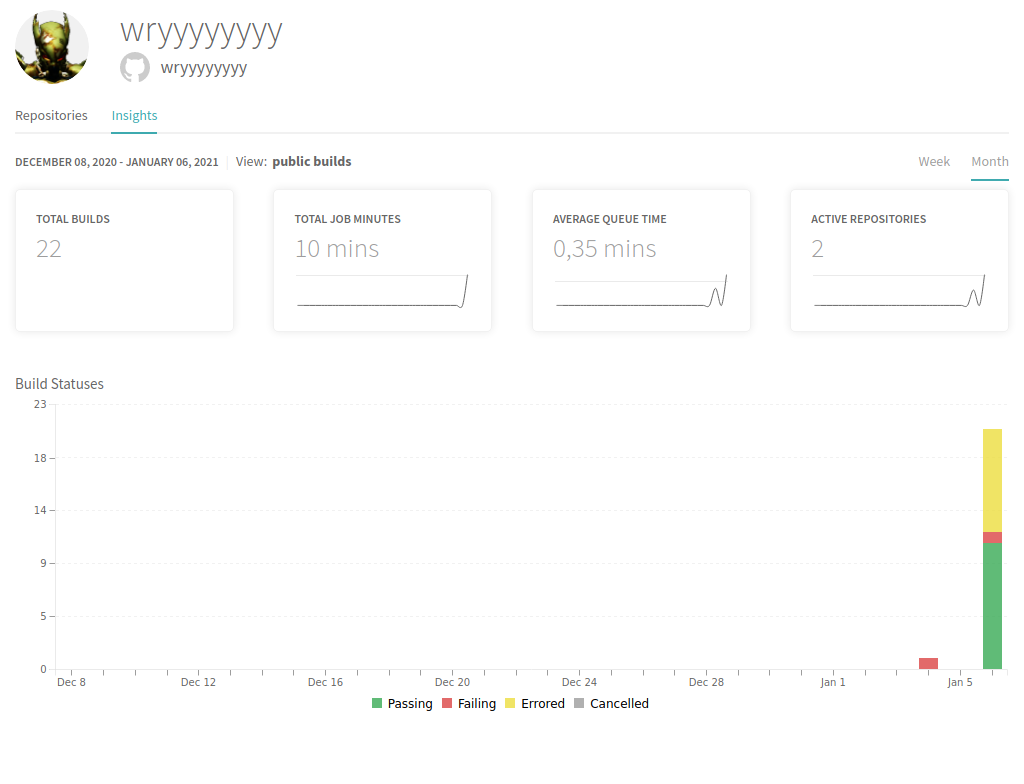 wryyyyyyyy
wryyyyyyyy
Repositories Insights
DECEMBER 08, 2020 - JANUARY 06, 2021 View: public builds Week Month
TOTAL BUILDS TOTAL JOB MINUTES AVERAGE QUEUE TIME ACTIVE REPOSITORIES
22 10 mins 0,35 mins 2
Build Statuses
23
18
14
9
5
0
Dec 8 Dec 12 Dec 16 Dec 20 Dec 24 Dec 28 Jan 1 Jan 5
Passing Failing Errored Cancelled